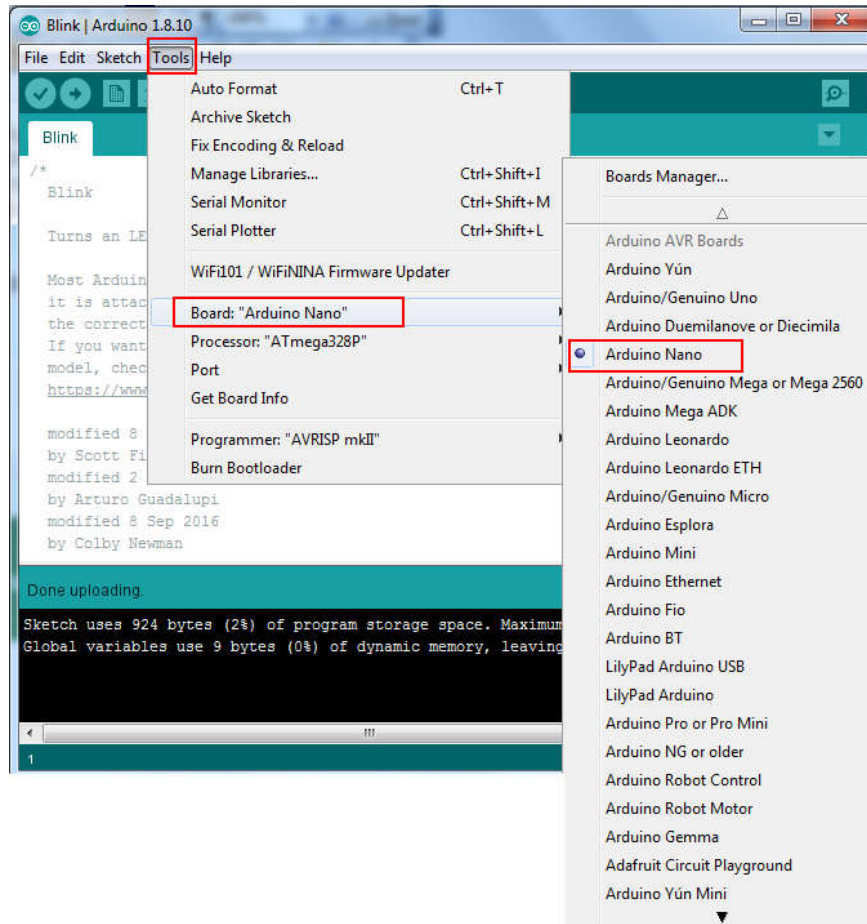 Blink | Arduino 1.8.10
File Edit Sketch Tools Help
Auto Format Ctrl+T
Archive Sketch
Fix Encoding & Reload
Manage Libraries... Ctrl+Shift+I
Serial Monitor Ctrl+Shift+M
Serial Plotter Ctrl+Shift+L
WiFi101 / WiFiNINA Firmware Updater
Board: "Arduino Nano"
Processor: "ATmega328P"
Port
Get Board Info
Programmer: "AVRISP mkII"
Burn Bootloader
Boards Manager...
Arduino AVR Boards
Arduino Yún
Arduino/Genuino Uno
Arduino Duemilanove or Diecimila
Arduino Nano
Arduino/Genuino Mega or Mega 2560
Arduino Mega ADK
Arduino Leonardo
Arduino Leonardo ETH
Arduino/Genuino Micro
Arduino Esplora
Arduino Mini
Arduino Ethernet
Arduino Fio
Arduino BT
LilyPad Arduino USB
LilyPad Arduino
Arduino Pro or Pro Mini
Arduino NG or older
Arduino Robot Control
Arduino Robot Motor
Arduino Gemma
Adafruit Circuit Playground
Arduino Yún Mini
Blink
/*
Blink
Turns an LE
Most Arduin
it is attac
the correct
If you want
model, chec
https://www
modified 8
by Scott Fi
modified 2
by Arturo Guadalupi
modified 8 Sep 2016
by Colby Newman
Done uploading.
Sketch uses 924 bytes (2%) of program storage space. Maximum
Global variables use 9 bytes (0%) of dynamic memory, leaving
1